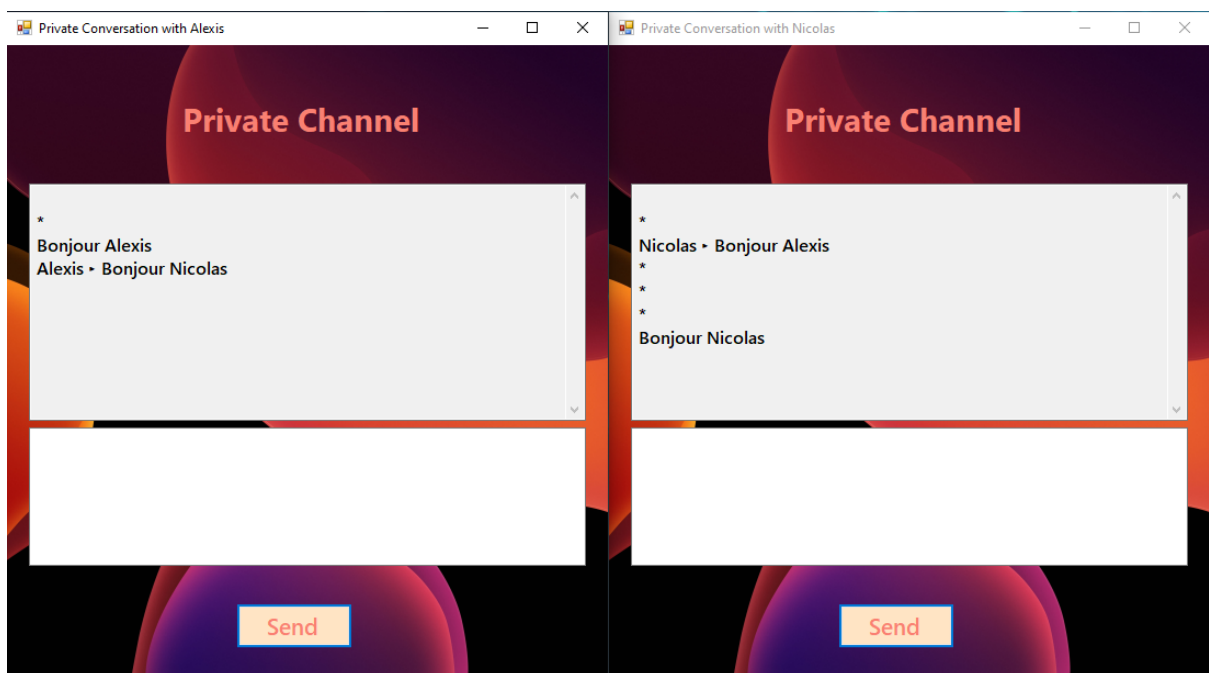 Private Conversation with Alexis
Private Channel
*
Bonjour Alexis
Alexis ‣ Bonjour Nicolas
Send
Private Conversation with Nicolas
Private Channel
*
Nicolas ‣ Bonjour Alexis
*
*
*
Bonjour Nicolas
Send